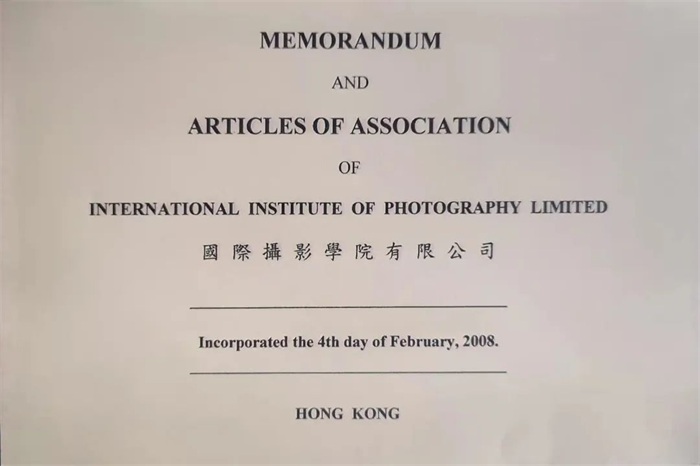 MEMORANDUM
AND
ARTICLES OF ASSOCIATION
OF
INTERNATIONAL INSTITUTE OF PHOTOGRAPHY LIMITED
國際攝影學院有限公司
Incorporated the 4th day of February, 2008.
HONG KONG